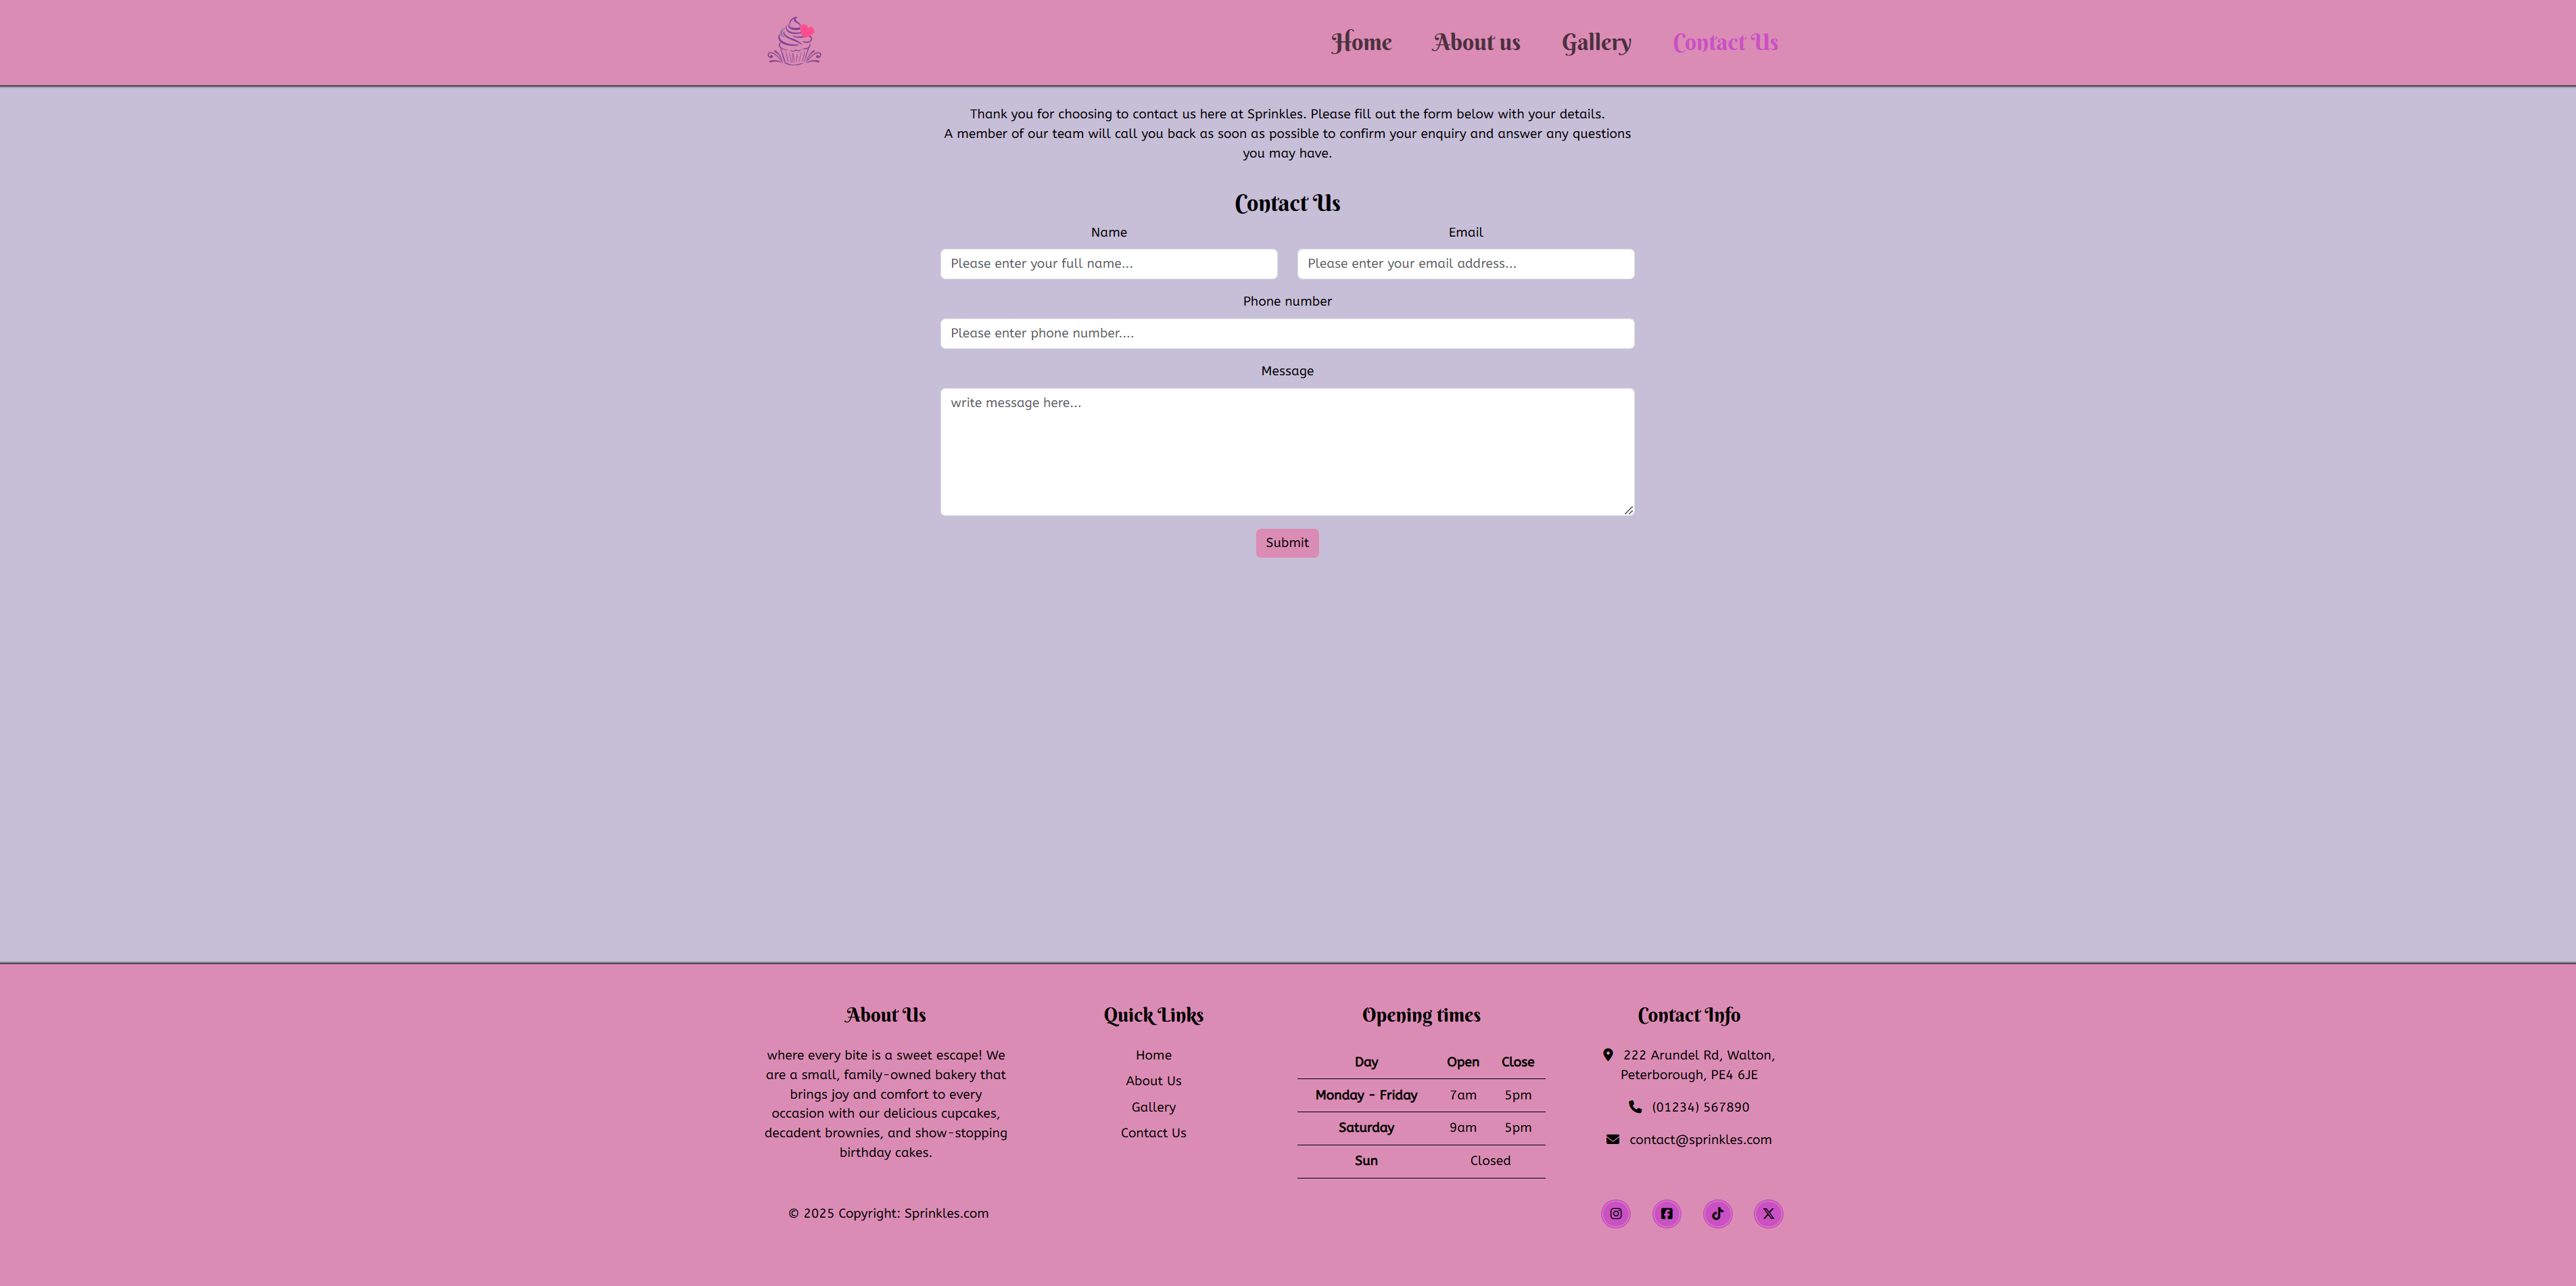 Home About us Gallery Contact Us
Thank you for choosing to contact us here at Sprinkles. Please fill out the form below with your details.
A member of our team will call you back as soon as possible to confirm your enquiry and answer any questions
you may have.
Contact Us
Name Email
Please enter your full name... Please enter your email address...
Phone number
Please enter phone number....
Message
write message here...
Submit
About Us
where every bite is a sweet escape! We
are a small, family-owned bakery that
brings joy and comfort to every
occasion with our delicious cupcakes,
decadent brownies, and show-stopping
birthday cakes.
Quick Links
Home
About Us
Gallery
Contact Us
Opening times
Day Open Close
Monday - Friday 7am 5pm
Saturday 9am 5pm
Sun Closed
Contact Info
222 Arundel Rd, Walton,
Peterborough, PE4 6JE
(01234) 567890
contact@sprinkles.com
© 2025 Copyright: Sprinkles.com